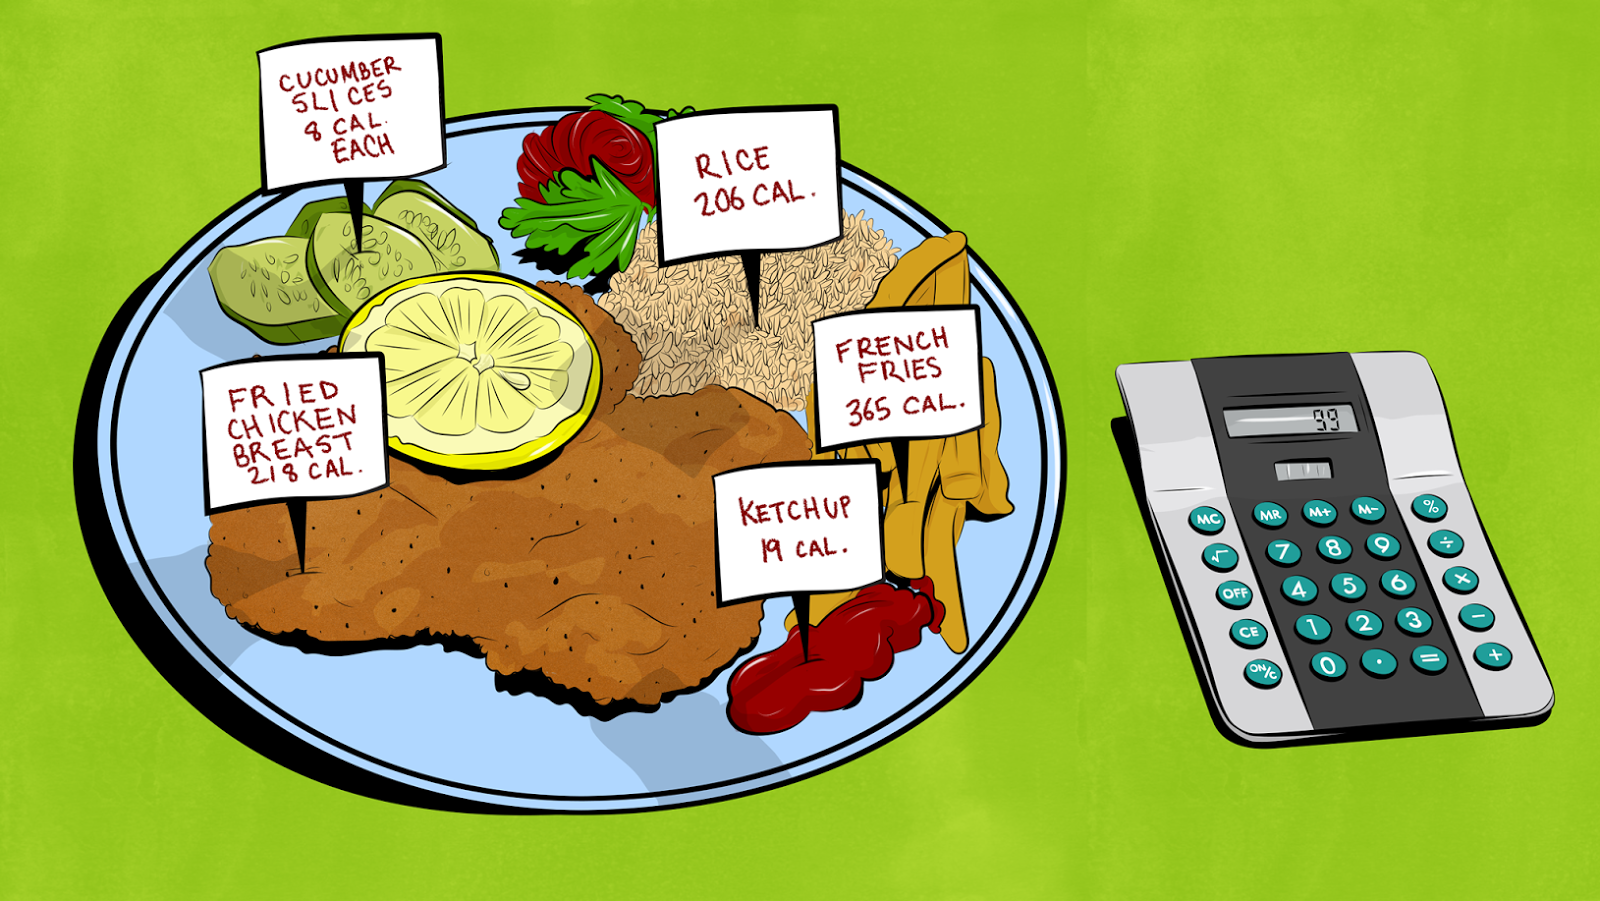 CUCUMBER
SLICES
8 CAL.
EACH
RICE
206 CAL.
FRENCH
FRIES
365 CAL.
FRIED
CHICKEN
BREAST
218 CAL.
KETCHUP
19 CAL.
99
MC MR M+ M- %
√ 7 8 9 ÷
OFF 4 5 6 ×
CE 1 2 3 −
ON/C 0 . = +